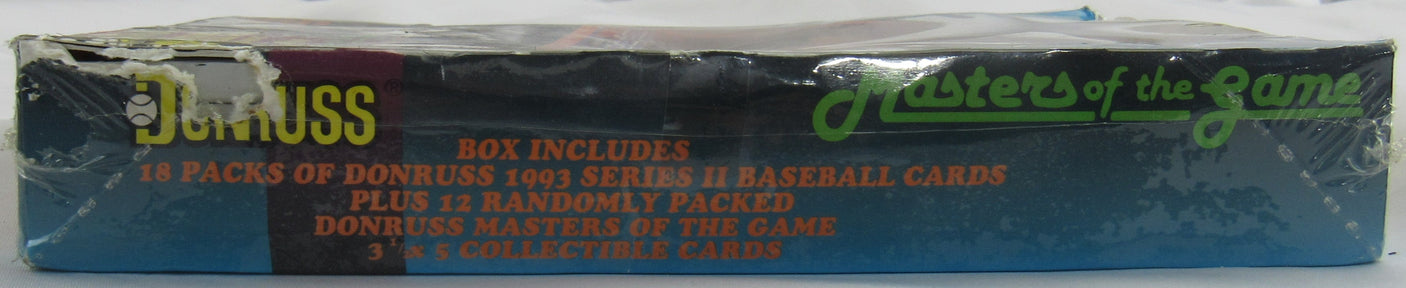 DONRUSS®
Masters of the Game
BOX INCLUDES
18 PACKS OF DONRUSS 1993 SERIES II BASEBALL CARDS
PLUS 12 RANDOMLY PACKED
DONRUSS MASTERS OF THE GAME
3 1/2 x 5 COLLECTIBLE CARDS